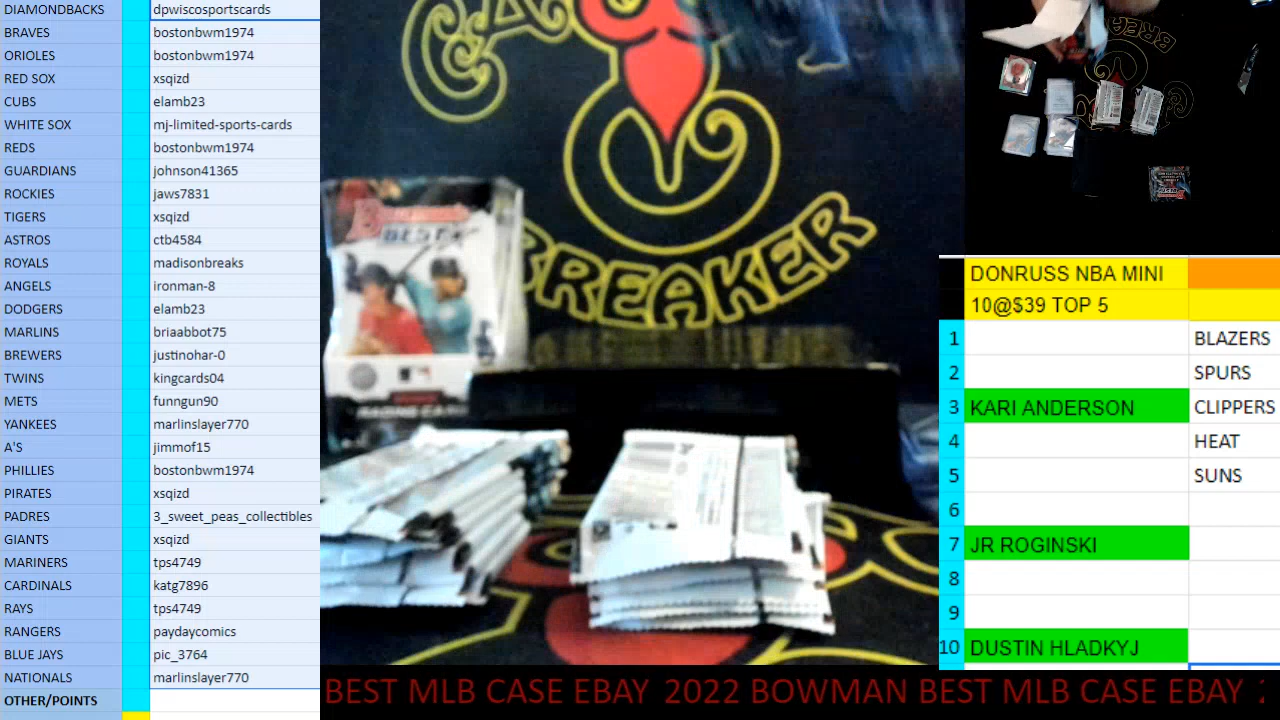 DIAMONDBACKS dpwiscosportscards
BRAVES bostonbwm1974
ORIOLES bostonbwm1974
RED SOX xsqizd
CUBS elamb23
WHITE SOX mj-limited-sports-cards
REDS bostonbwm1974
GUARDIANS johnson41365
ROCKIES jaws7831
TIGERS xsqizd
ASTROS ctb4584
ROYALS madisonbreaks
ANGELS ironman-8
DODGERS elamb23
MARLINS briaabbot75
BREWERS justinohar-0
TWINS kingcards04
METS funngun90
YANKEES marlinslayer770
A'S jimmof15
PHILLIES bostonbwm1974
PIRATES xsqizd
PADRES 3_sweet_peas_collectibles
GIANTS xsqizd
MARINERS tps4749
CARDINALS katg7896
RAYS tps4749
RANGERS paydaycomics
BLUE JAYS pic_3764
NATIONALS marlinslayer770
OTHER/POINTS
BREAKER
DONRUSS NBA MINI
10@$39 TOP 5
1 BLAZERS
2 SPURS
3 KARI ANDERSON CLIPPERS
4 HEAT
5 SUNS
6
7 JR ROGINSKI
8
9
10 DUSTIN HLADKYJ
BEST MLB CASE EBAY 2022 BOWMAN BEST MLB CASE EBAY